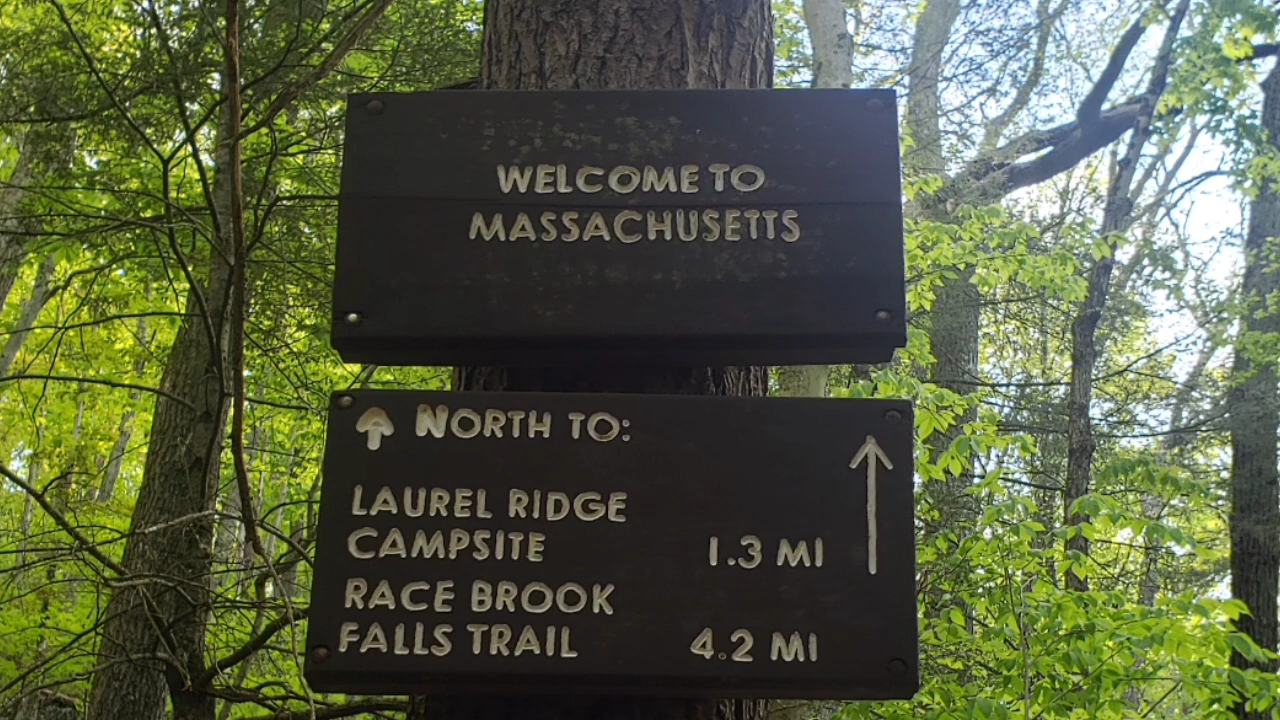 WELCOME TO
MASSACHUSETTS
NORTH TO:
LAUREL RIDGE
CAMPSITE 1.3 MI
RACE BROOK
FALLS TRAIL 4.2 MI